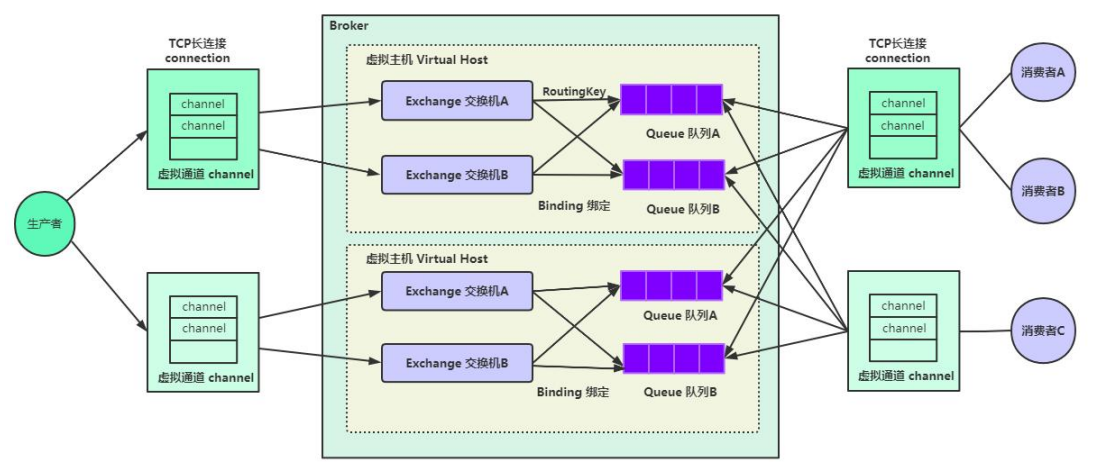 Broker
TCP长连接
connection
channel
channel
虚拟通道 channel
生产者
channel
channel
虚拟通道 channel
虚拟主机 Virtual Host
Exchange 交换机A
RoutingKey
Queue 队列A
Exchange 交换机B
Binding 绑定
Queue 队列B
虚拟主机 Virtual Host
Exchange 交换机A
Queue 队列A
Exchange 交换机B
Binding 绑定
Queue 队列B
TCP长连接
connection
channel
channel
虚拟通道 channel
channel
channel
虚拟通道 channel
消费者A
消费者B
消费者C